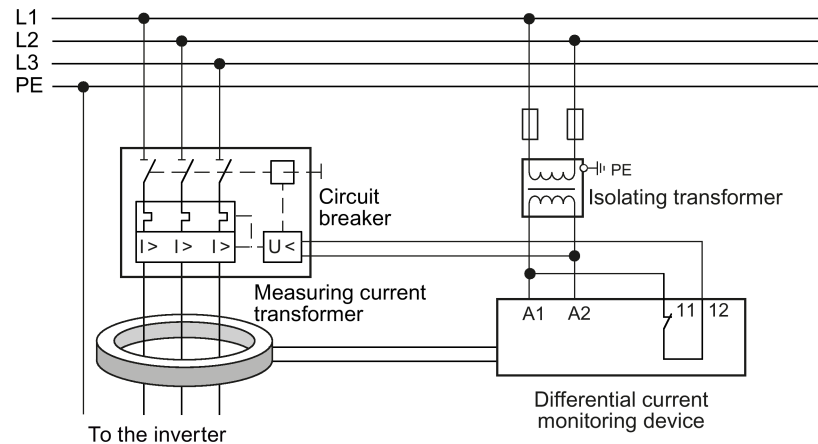 L1
L2
L3
PE
PE
Isolating transformer
Circuit
breaker
I > I > I > U <
Measuring current
transformer
A1 A2 11 12
Differential current
monitoring device
To the inverter